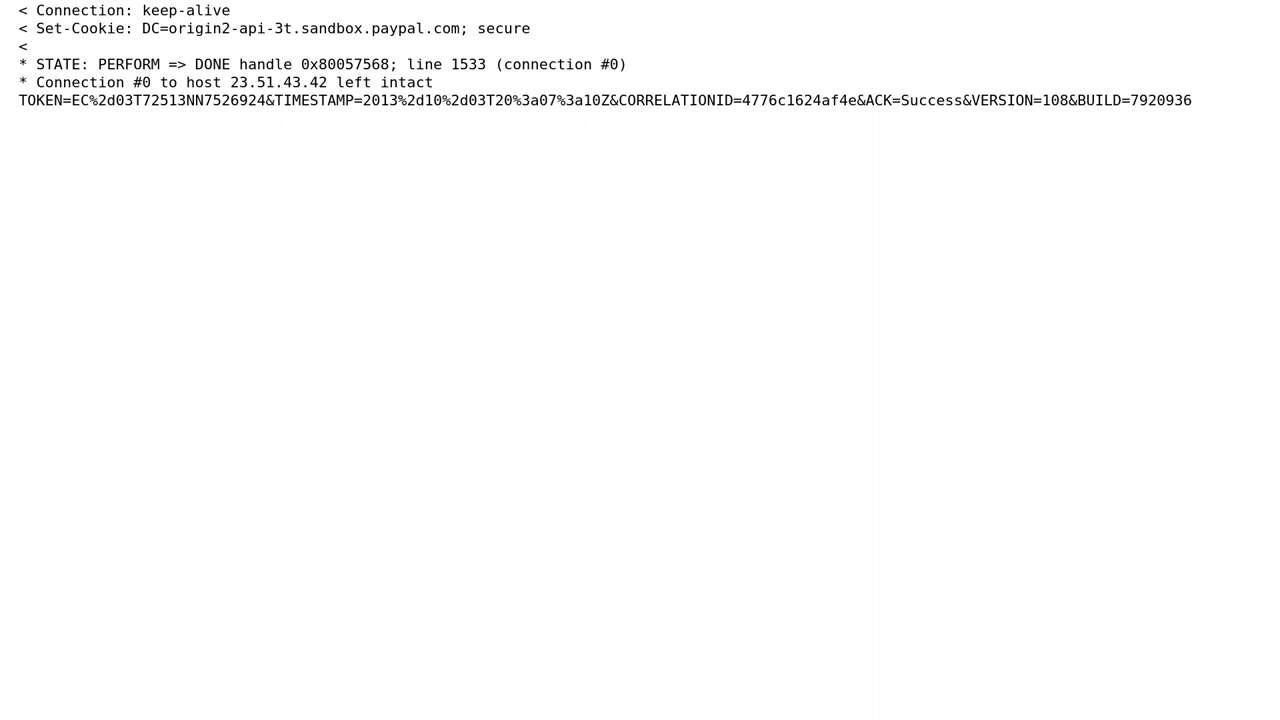 < Connection: keep-alive
< Set-Cookie: DC=origin2-api-3t.sandbox.paypal.com; secure
<
* STATE: PERFORM => DONE handle 0x80057568; line 1533 (connection #0)
* Connection #0 to host 23.51.43.42 left intact
TOKEN=EC%2d03T72513NN7526924&TIMESTAMP=2013%2d10%2d03T20%3a07%3a10Z&CORRELATIONID=4776c1624af4e&ACK=Success&VERSION=108&BUILD=7920936